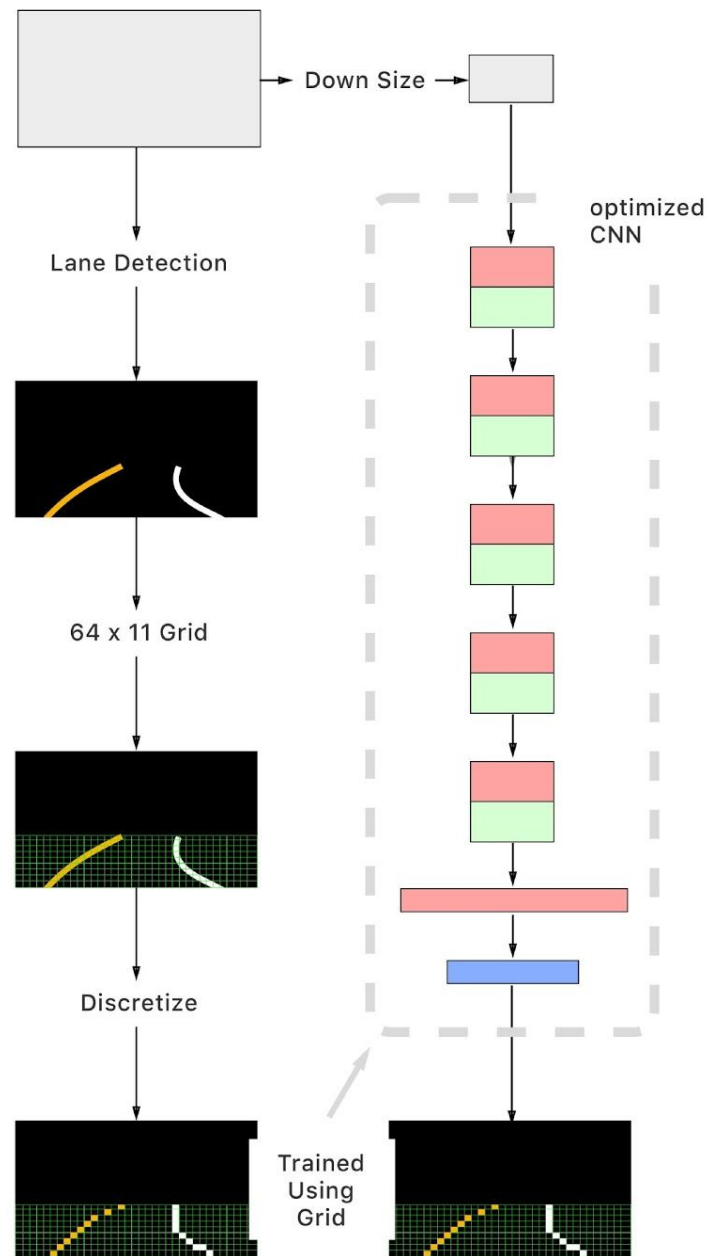 Down Size
optimized
CNN
Lane Detection
64 x 11 Grid
Discretize
Trained
Using
Grid